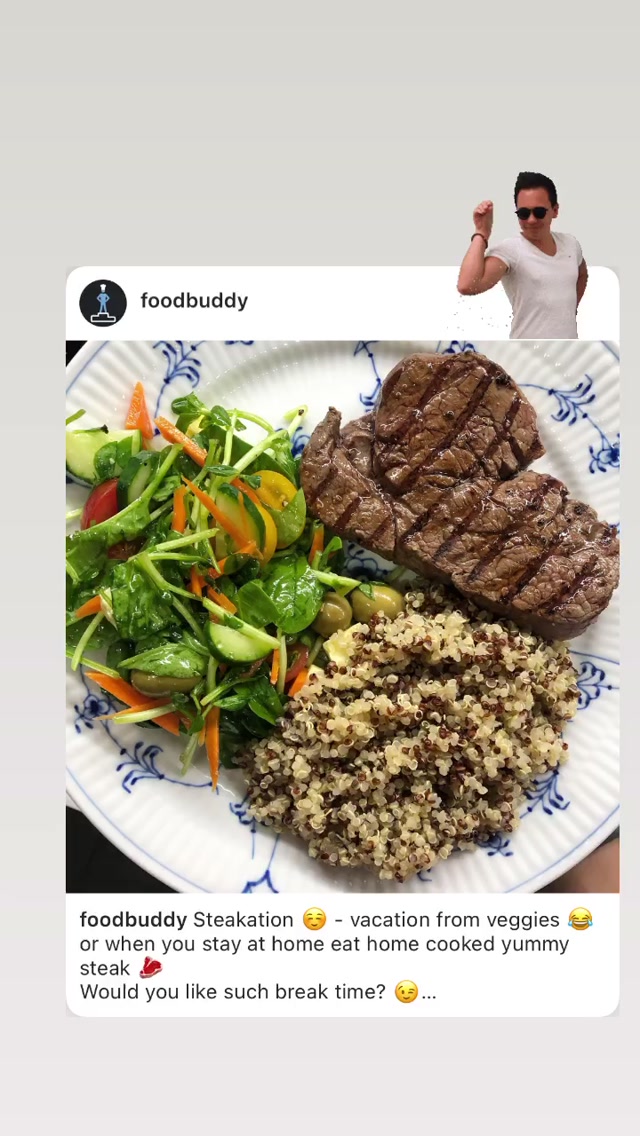 foodbuddy
foodbuddy Steakation ☺️ - vacation from veggies 😂
or when you stay at home eat home cooked yummy
steak 🥩
Would you like such break time? 😉...